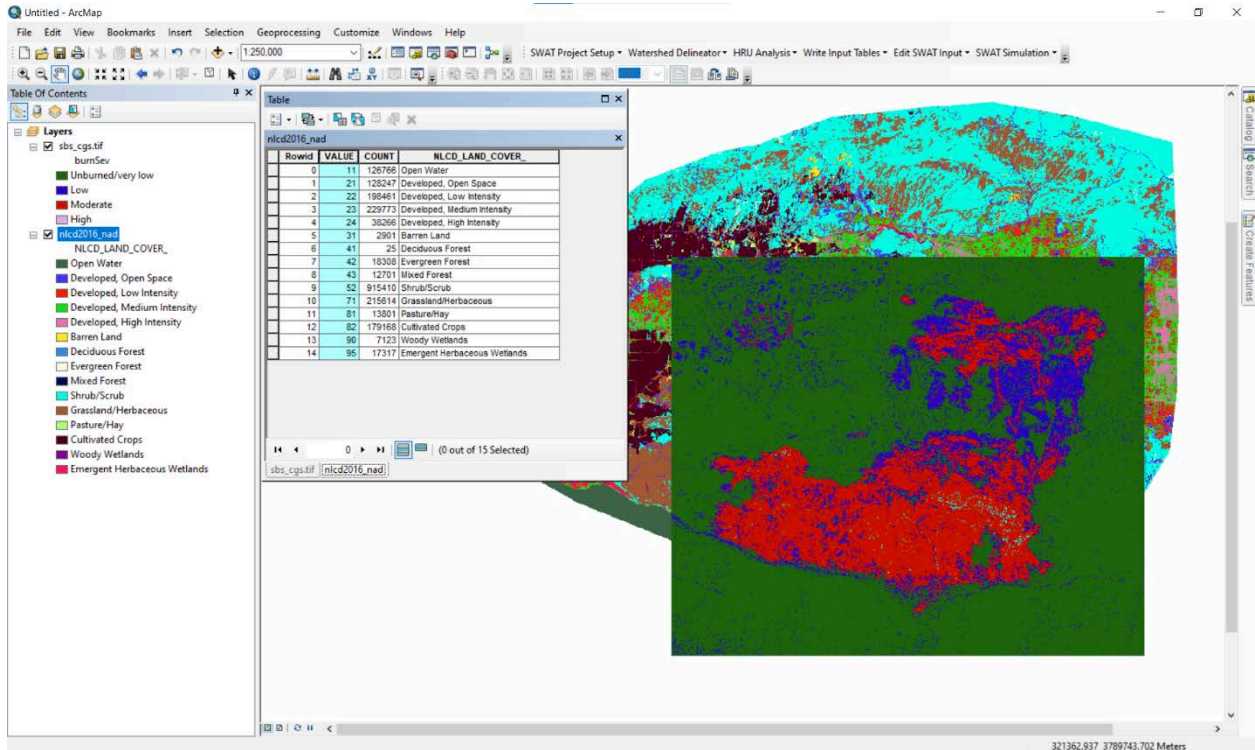 Untitled - ArcMap
File Edit View Bookmarks Insert Selection Geoprocessing Customize Windows Help
1:250.000
SWAT Project Setup Watershed Delineator HRU Analysis Write Input Tables Edit SWAT Input SWAT Simulation
Table Of Contents
Layers
sbs_cgs.tif
burnSev
Unburned/very low
Low
Moderate
High
nlcd2016_nad
NLCD_LAND_COVER_
Open Water
Developed, Open Space
Developed, Low Intensity
Developed, Medium Intensity
Developed, High Intensity
Barren Land
Deciduous Forest
Evergreen Forest
Mixed Forest
Shrub/Scrub
Grassland/Herbaceous
Pasture/Hay
Cultivated Crops
Woody Wetlands
Emergent Herbaceous Wetlands
Table
nlcd2016_nad
Rowid VALUE COUNT NLCD_LAND_COVER_
0 11 126766 Open Water
1 21 128247 Developed, Open Space
2 22 198461 Developed, Low Intensity
3 23 229773 Developed, Medium Intensity
4 24 38266 Developed, High Intensity
5 31 2901 Barren Land
6 41 25 Deciduous Forest
7 42 18308 Evergreen Forest
8 43 12701 Mixed Forest
9 52 915410 Shrub/Scrub
10 71 215614 Grassland/Herbaceous
11 81 13801 Pasture/Hay
12 82 179168 Cultivated Crops
13 90 7123 Woody Wetlands
14 95 17317 Emergent Herbaceous Wetlands
0 (0 out of 15 Selected)
sbs_cgs.tif nlcd2016_nad
Catalog
Search
Create Features
321362,937 3789743,702 Meters